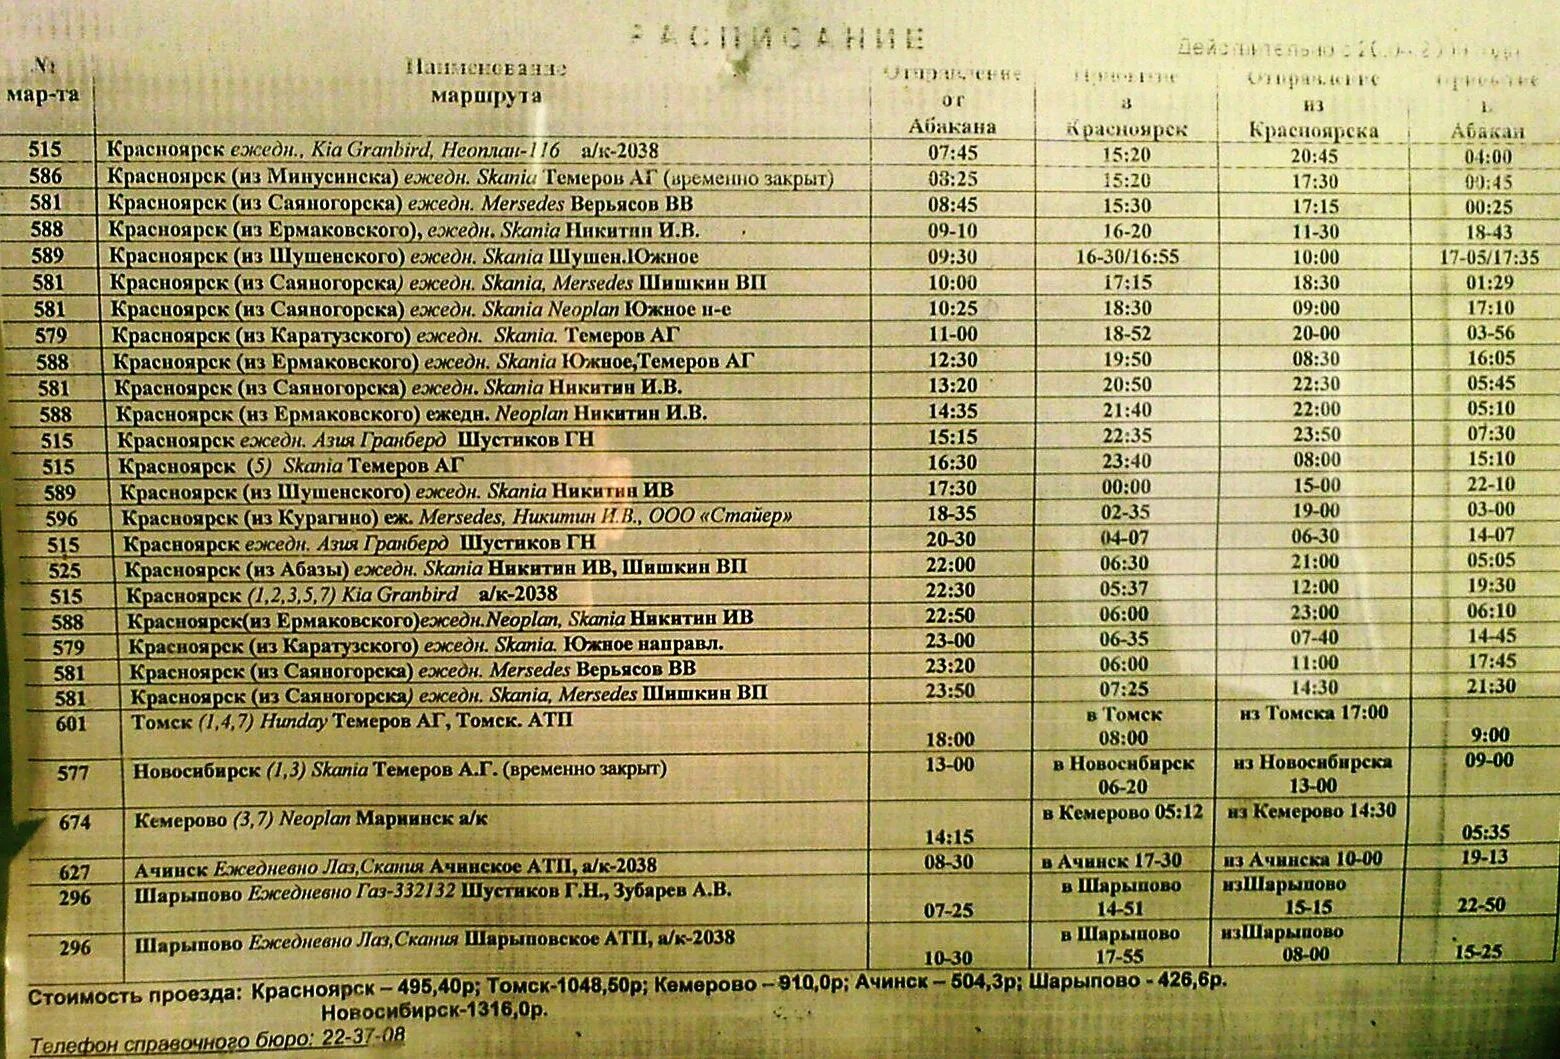 РАСПИСАНИЕ
Действительно с
№ мар-та Наименование маршрута Отправление от Абакана Прибытие в Красноярск Отправление из Красноярска Прибытие в Абакан
515 Красноярск ежедн., Kia Granbird, Неоплан-116 а/к-2038 07:45 15:20 20:45 04:00
586 Красноярск (из Минусинска) ежедн. Skania Темеров АГ (временно закрыт) 08:25 15:20 17:30 00:45
581 Красноярск (из Саяногорска) ежедн. Mersedes Верьясов ВВ 08:45 15:30 17:15 00:25
588 Красноярск (из Ермаковского), ежедн. Skania Никитин И.В. 09-10 16-20 11-30 18-43
589 Красноярск (из Шушенского) ежедн. Skania Шушен.Южное 09:30 16-30/16:55 10:00 17-05/17:35
581 Красноярск (из Саяногорска) ежедн. Skania, Mersedes Шишкин ВП 10:00 17:15 18:30 01:29
581 Красноярск (из Саяногорска) ежедн. Skania Neoplan Южное н-е 10:25 18:30 09:00 17:10
579 Красноярск (из Каратузского) ежедн. Skania. Темеров АГ 11-00 18-52 20-00 03-56
588 Красноярск (из Ермаковского) ежедн. Skania Южное,Темеров АГ 12:30 19:50 08:30 16:05
581 Красноярск (из Саяногорска) ежедн. Skania Никитин И.В. 13:20 20:50 22:30 05:45
588 Красноярск (из Ермаковского) ежедн. Neoplan Никитин И.В. 14:35 21:40 22:00 05:10
515 Красноярск ежедн. Азия Гранберд Шустиков ГН 15:15 22:35 23:50 07:30
515 Красноярск (5) Skania Темеров АГ 16:30 23:40 08:00 15:10
589 Красноярск (из Шушенского) ежедн. Skania Никитин ИВ 17:30 00:00 15-00 22-10
596 Красноярск (из Курагино) еж. Mersedes, Никитин И.В., ООО «Стайер» 18-35 02-35 19-00 03-00
515 Красноярск ежедн. Азия Гранберд Шустиков ГН 20-30 04-07 06-30 14-07
525 Красноярск (из Абазы) ежедн. Skania Никитин ИВ, Шишкин ВП 22:00 06:30 21:00 05:05
515 Красноярск (1,2,3,5,7) Kia Granbird а/к-2038 22:30 05:37 12:00 19:30
588 Красноярск(из Ермаковского)ежедн.Neoplan, Skania Никитин ИВ 22:50 06:00 23:00 06:10
579 Красноярск (из Каратузского) ежедн. Skania. Южное направл. 23-00 06-35 07-40 14-45
581 Красноярск (из Саяногорска) ежедн. Mersedes Верьясов ВВ 23:20 06:00 11:00 17:45
581 Красноярск (из Саяногорска) ежедн. Skania, Mersedes Шишкин ВП 23:50 07:25 14:30 21:30
601 Томск (1,4,7) Hunday Темеров АГ, Томск. АТП 18:00 в Томск 08:00 из Томска 17:00 9:00
577 Новосибирск (1,3) Skania Темеров А.Г. (временно закрыт) 13-00 в Новосибирск 06-20 из Новосибирска 13-00 09-00
674 Кемерово (3,7) Neoplan Мариинск а/к 14:15 в Кемерово 05:12 из Кемерово 14:30 05:35
627 Ачинск Ежедневно Лаз,Скания Ачинское АТП, а/к-2038 08-30 в Ачинск 17-30 из Ачинска 10-00 19-13
296 Шарыпово Ежедневно Газ-332132 Шустиков Г.Н., Зубарев А.В. 07-25 в Шарыпово 14-51 изШарыпово 15-15 22-50
296 Шарыпово Ежедневно Лаз,Скания Шарыповское АТП, а/к-2038 10-30 в Шарыпово 17-55 изШарыпово 08-00 15-25
Стоимость проезда: Красноярск – 495,40р; Томск-1048,50р; Кемерово – 910,0р; Ачинск – 504,3р; Шарыпово - 426,6р.
Новосибирск-1316,0р.
Телефон справочного бюро: 22-37-08